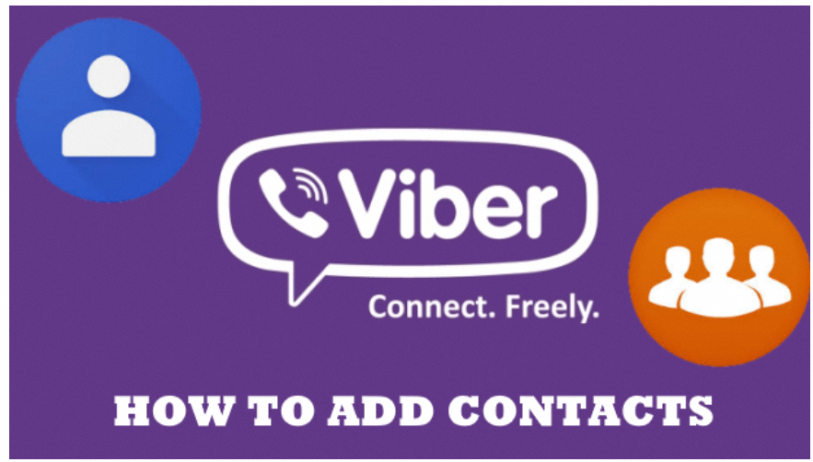 Viber
Connect. Freely.
HOW TO ADD CONTACTS